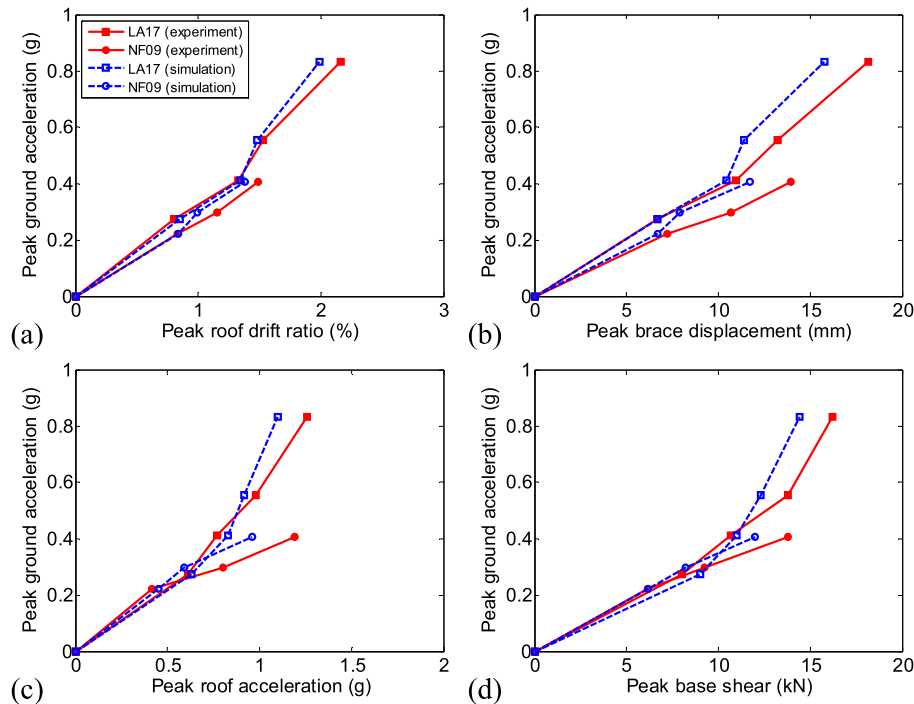 1
0.8
0.6
0.4
0.2
0
0 1 2 3
Peak ground acceleration (g)
Peak roof drift ratio (%)
LA17 (experiment)
NF09 (experiment)
LA17 (simulation)
NF09 (simulation)
(a)
1
0.8
0.6
0.4
0.2
0
0 5 10 15 20
Peak ground acceleration (g)
Peak brace displacement (mm)
(b)
1
0.8
0.6
0.4
0.2
0
0 0.5 1 1.5 2
Peak ground acceleration (g)
Peak roof acceleration (g)
(c)
1
0.8
0.6
0.4
0.2
0
0 5 10 15 20
Peak ground acceleration (g)
Peak base shear (kN)
(d)